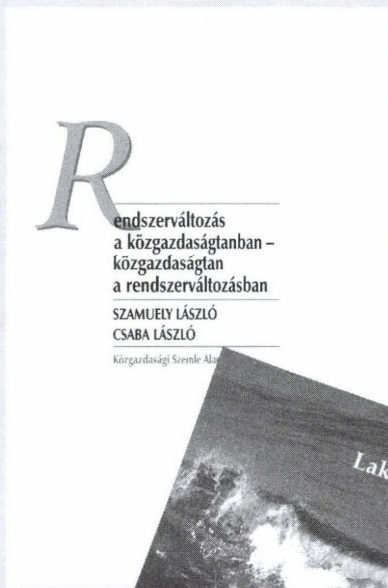 Rendszerváltozás
a közgazdaságtanban –
közgazdaságtan
a rendszerváltozásban
SZAMUELY LÁSZLÓ
CSABA LÁSZLÓ
Közgazdasági Szemle